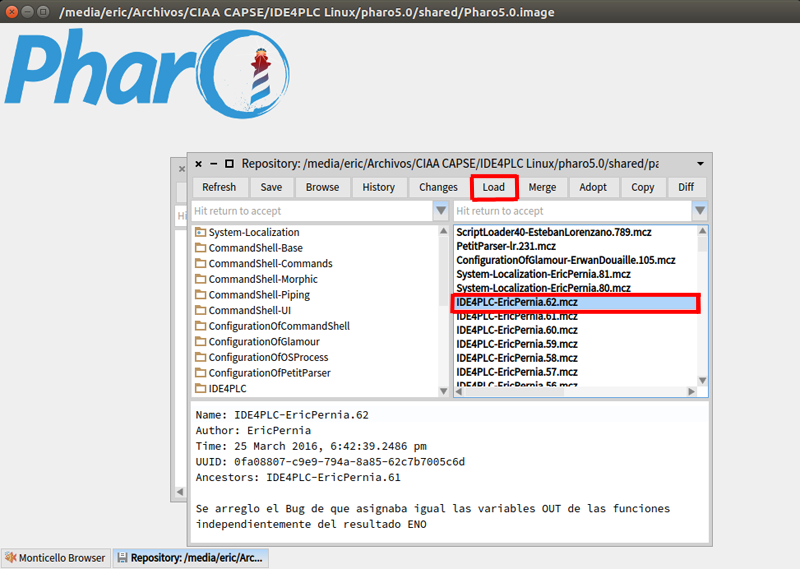 /media/eric/Archivos/CIAA CAPSE/IDE4PLC Linux/pharo5.0/shared/Pharo5.0.image
Pharo
Repository: /media/eric/Archivos/CIAA CAPSE/IDE4PLC Linux/pharo5.0/shared/pa
Refresh Save Browse History Changes Load Merge Adopt Copy Diff
Hi
Hit return to accept Hit return to accept
System-Localization
CommandShell-Base
CommandShell-Commands
CommandShell-Morphic
CommandShell-Piping
CommandShell-UI
ConfigurationOfCommandShell
ConfigurationOfGlamour
ConfigurationOfOSProcess
ConfigurationOfPetitParser
IDE4PLC
ScriptLoader40-EstebanLorenzano.789.mcz
PetitParser-lr.231.mcz
ConfigurationOfGlamour-ErwanDouaille.105.mcz
System-Localization-EricPernia.81.mcz
System-Localization-EricPernia.80.mcz
IDE4PLC-EricPernia.62.mcz
IDE4PLC-EricPernia.61.mcz
IDE4PLC-EricPernia.60.mcz
IDE4PLC-EricPernia.59.mcz
IDE4PLC-EricPernia.58.mcz
IDE4PLC-EricPernia.57.mcz
IDE4PLC-EricPernia.56.mcz
Name: IDE4PLC-EricPernia.62
Author: EricPernia
Time: 25 March 2016, 6:42:39.2486 pm
UUID: 0fa08807-c9e9-794a-8a85-62c7b7005c6d
Ancestors: IDE4PLC-EricPernia.61
Se arreglo el Bug de que asignaba igual las variables OUT de las funciones
independientemente del resultado ENO
Monticello Browser Repository: /media/eric/Arc...